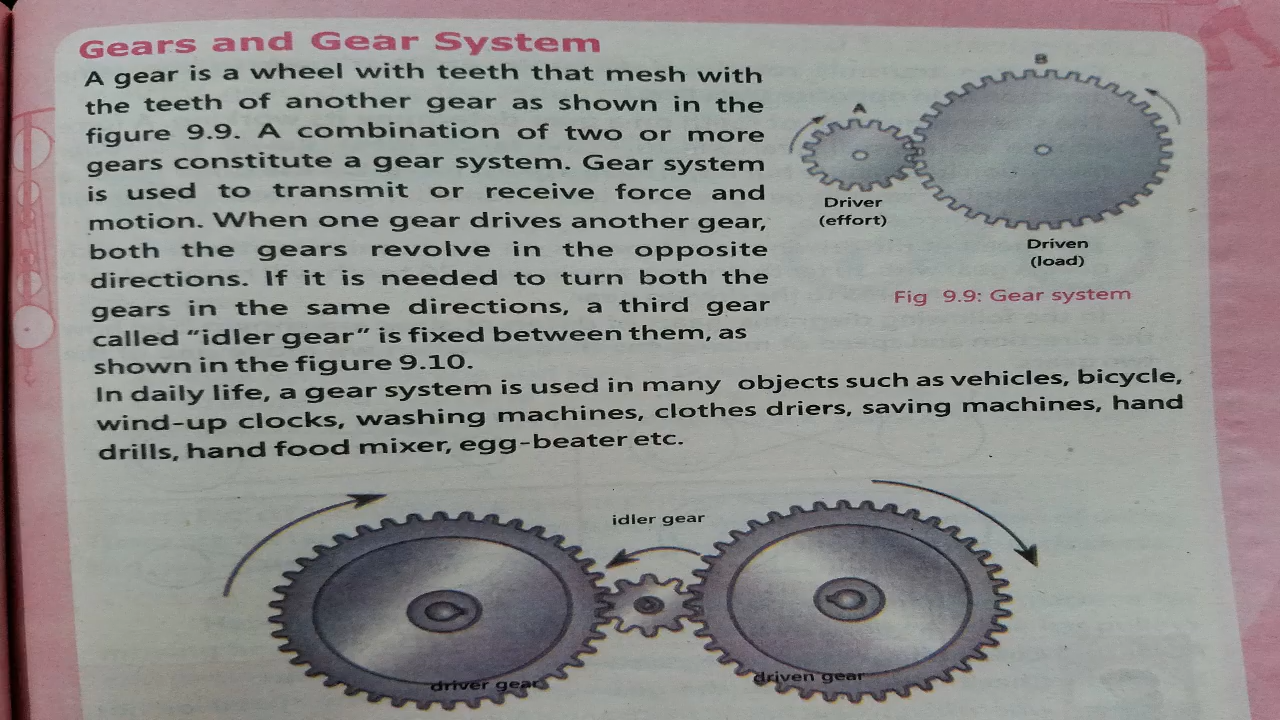 Gears and Gear System
A gear is a wheel with teeth that mesh with
the teeth of another gear as shown in the
figure 9.9. A combination of two or more
gears constitute a gear system. Gear system
is used to transmit or receive force and
motion. When one gear drives another gear,
both the gears revolve in the opposite
directions. If it is needed to turn both the
gears in the same directions, a third gear
called "idler gear" is fixed between them, as
shown in the figure 9.10.
B
A
Driver
(effort)
Driven
(load)
Fig 9.9: Gear system
In daily life, a gear system is used in many objects such as vehicles, bicycle,
wind-up clocks, washing machines, clothes driers, saving machines, hand
drills, hand food mixer, egg-beater etc.
idler gear
driver gear
driven gear